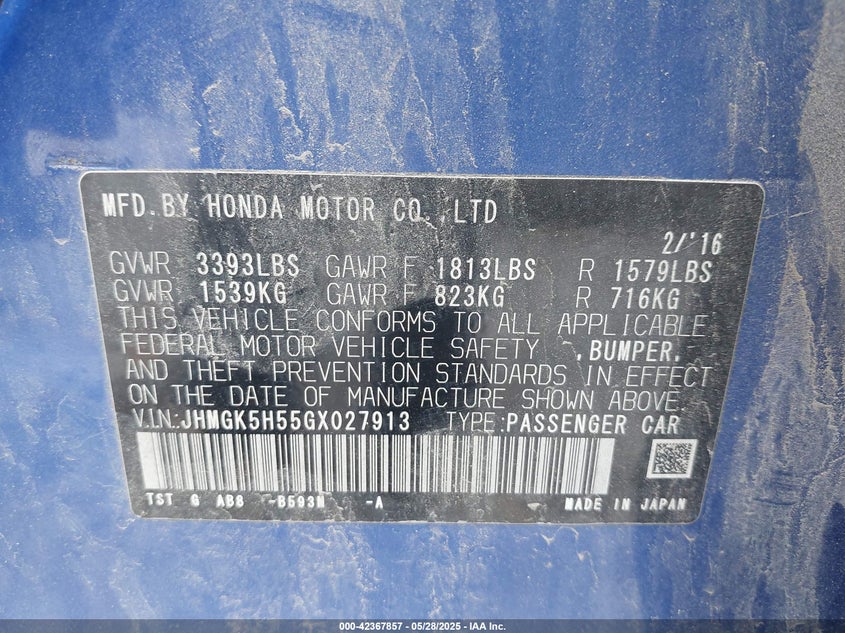 MFD.BY HONDA MOTOR CO.,LTD
2/'16
GVWR 3393LBS GAWR F 1813LBS R 1579LBS
GVWR 1539KG GAWR F 823KG R 716KG
THIS VEHICLE CONFORMS TO ALL APPLICABLE
FEDERAL MOTOR VEHICLE SAFETY ,BUMPER,
AND THEFT PREVENTION STANDARDS IN EFFECT
ON THE DATE OF MANUFACTURE SHOWN ABOVE.
V.IN:JHMGK5H55GX027913 TYPE:PASSENGER CAR
TST G AB8 -B593M -A MADE IN JAPAN
000-42367857 - 05/28/2025 - IAA Inc.